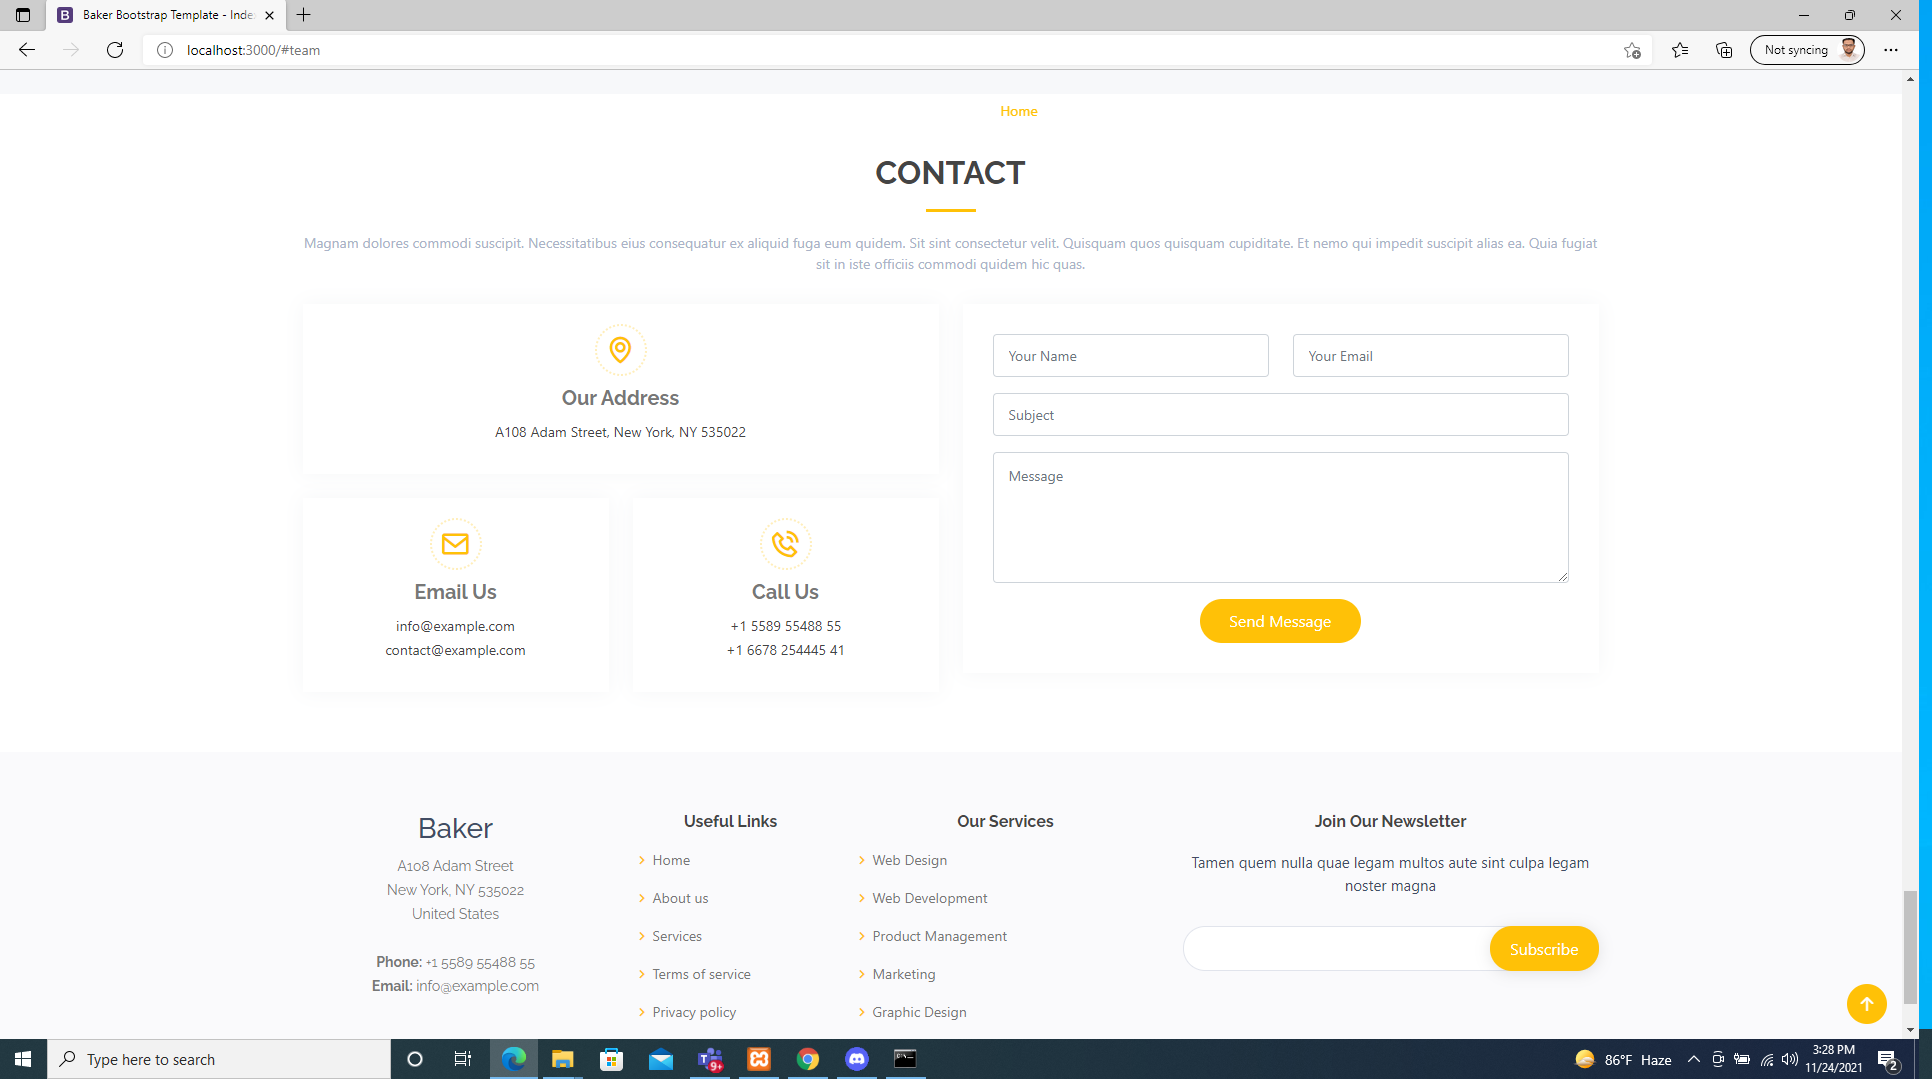 Baker Bootstrap Template - Inde
localhost:3000/#team
Not syncing
Home
CONTACT
Magnam dolores commodi suscipit. Necessitatibus eius consequatur ex aliquid fuga eum quidem. Sit sint consectetur velit. Quisquam quos quisquam cupiditate. Et nemo qui impedit suscipit alias ea. Quia fugiat
sit in iste officiis commodi quidem hic quas.
Our Address
A108 Adam Street, New York, NY 535022
Email Us
info@example.com
contact@example.com
Call Us
+1 5589 55488 55
+1 6678 254445 41
Your Name
Your Email
Subject
Message
Send Message
Baker
A108 Adam Street
New York, NY 535022
United States
Phone: +1 5589 55488 55
Email: info@example.com
Useful Links
Home
About us
Services
Terms of service
Privacy policy
Our Services
Web Design
Web Development
Product Management
Marketing
Graphic Design
Join Our Newsletter
Tamen quem nulla quae legam multos aute sint culpa legam
noster magna
Subscribe
Type here to search
9+
86°F Haze
3:28 PM
11/24/2021
2